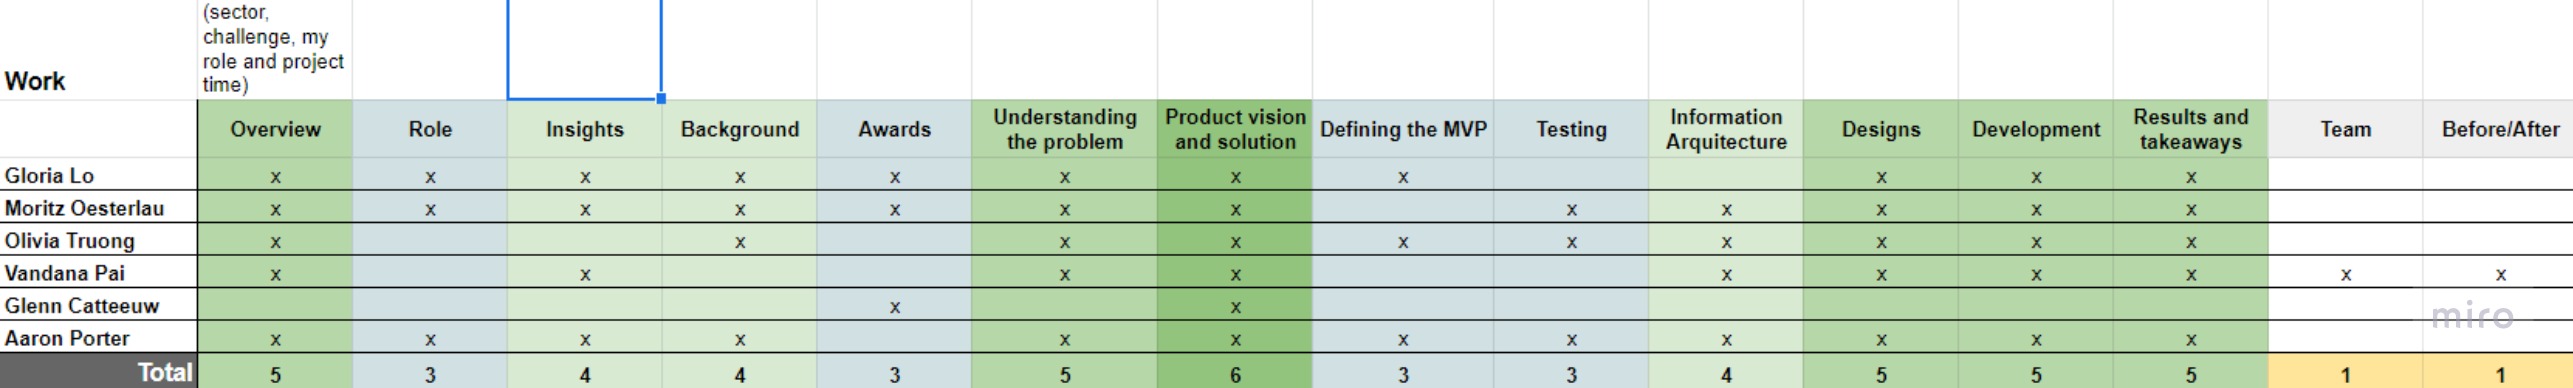 (sector,
challenge, my
role and project
time)
Work
Overview Role Insights Background Awards Understanding the problem Product vision and solution Defining the MVP Testing Information Arquitecture Designs Development Results and takeaways Team Before/After
Gloria Lo x x x x x x x x x x x
Moritz Oesterlau x x x x x x x x x x x x
Olivia Truong x x x x x x x x x x
Vandana Pai x x x x x x x x x x
Glenn Catteeuw x x
miro
Aaron Porter x x x x x x x x x x x x
Total 5 3 4 4 3 5 6 3 3 4 5 5 5 1 1